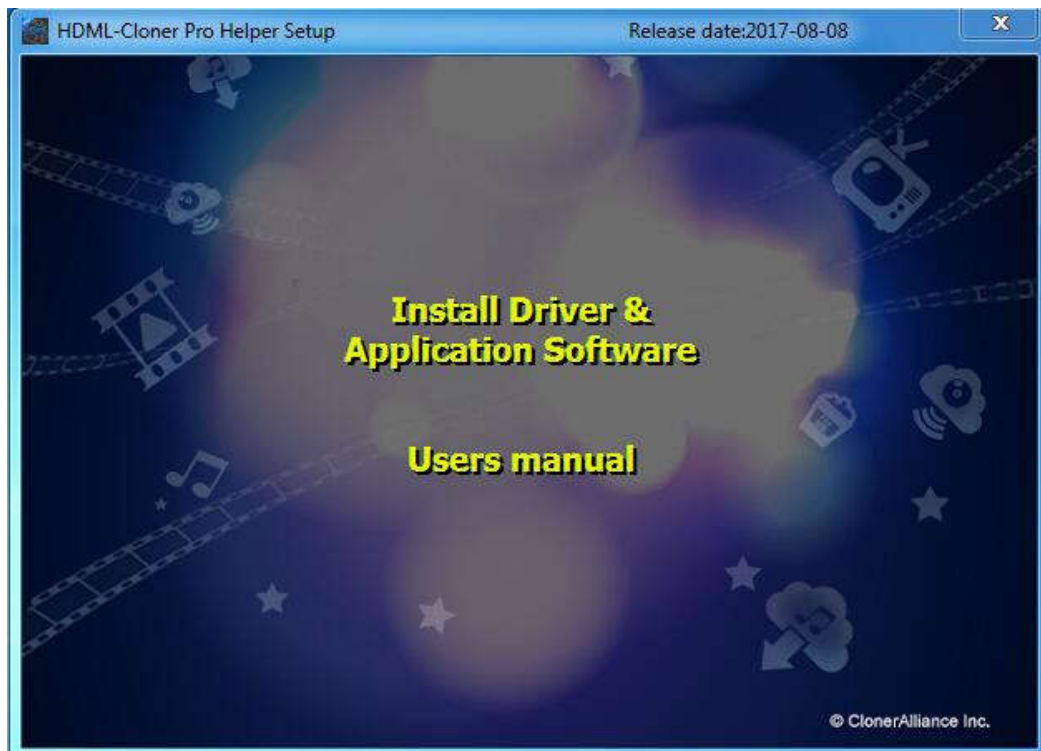 HDML-Cloner Pro Helper Setup
Release date:2017-08-08
X
Install Driver &
Application Software
Users manual
© ClonerAlliance Inc.